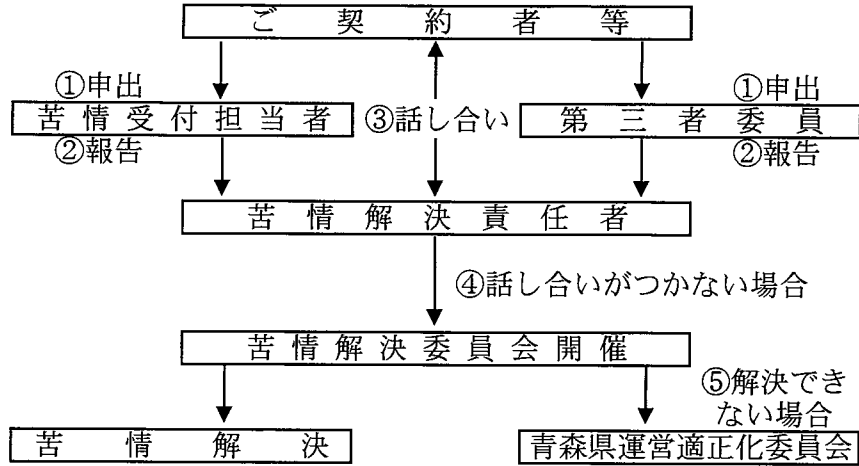 ご契約者等
①申出
①申出
苦情受付担当者
③話し合い
第三者委員
②報告
②報告
苦情解決責任者
④話し合いがつかない場合
苦情解決委員会開催
⑤解決でき
ない場合
苦情解決
青森県運営適正化委員会